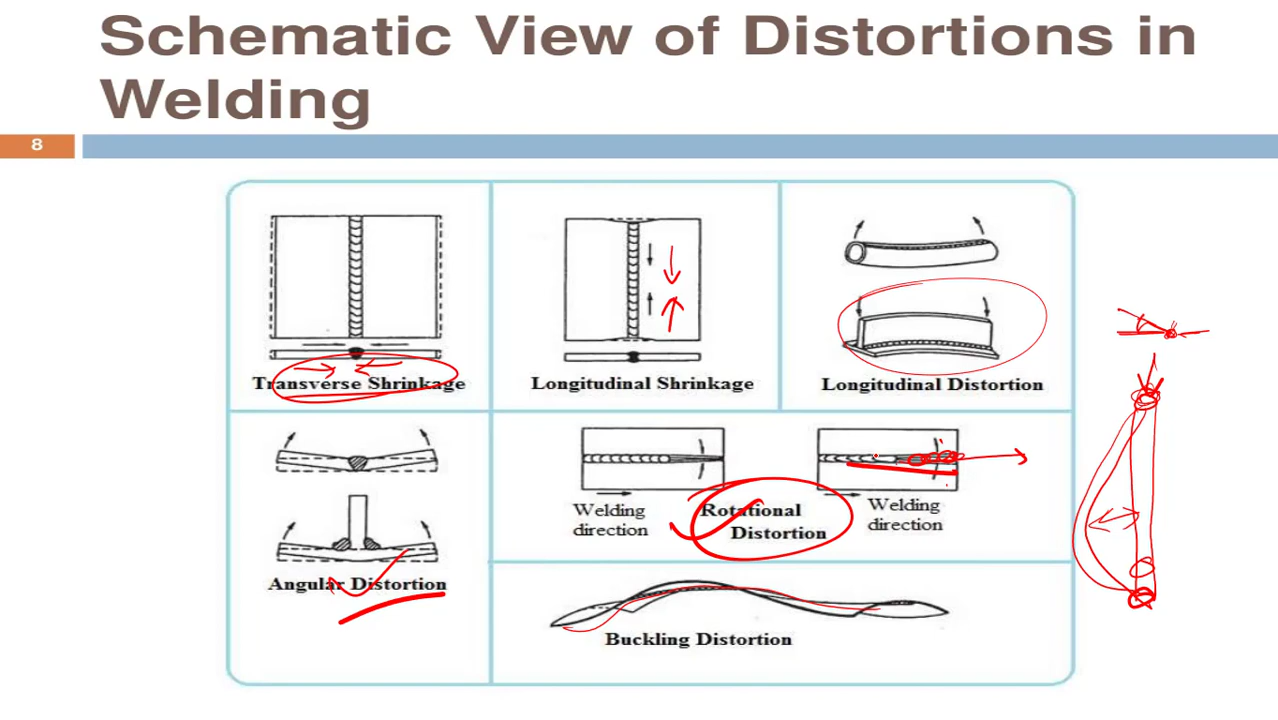 Schematic View of Distortions in
Welding
8
Transverse Shrinkage
Longitudinal Shrinkage
Longitudinal Distortion
Angular Distortion
Welding
direction
Rotational
Distortion
Welding
direction
Buckling Distortion